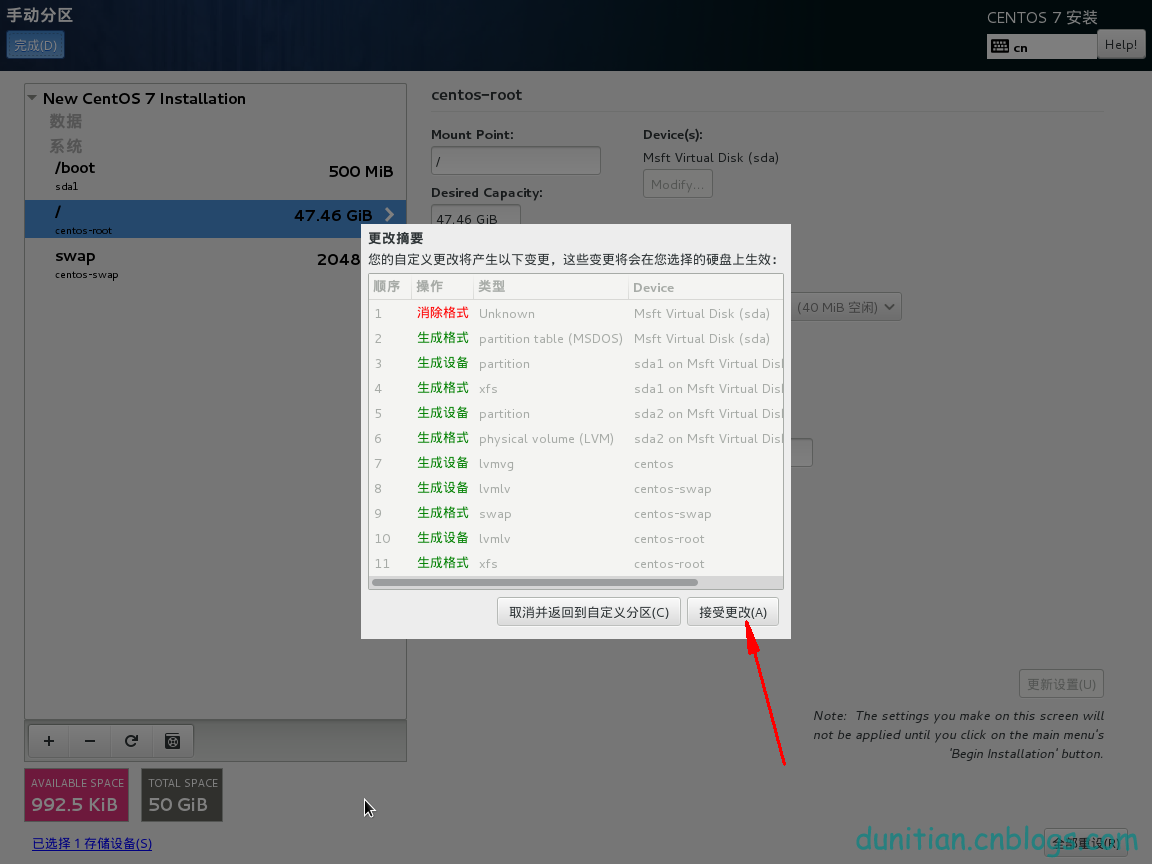 手动分区
完成(D)
CENTOS 7 安装
cn
Help!
New CentOS 7 Installation
数据
系统
/boot
500 MiB
sda1
/
47.46 GiB
centos-root
swap
2048
centos-swap
centos-root
Mount Point:
/
Device(s):
Msft Virtual Disk (sda)
Modify...
Desired Capacity:
47.46 GiB
(40 MiB 空闲)
更改摘要
您的自定义更改将产生以下变更，这些变更将会在您选择的硬盘上生效：
顺序 操作 类型 Device
1 消除格式 Unknown Msft Virtual Disk (sda)
2 生成格式 partition table (MSDOS) Msft Virtual Disk (sda)
3 生成设备 partition sda1 on Msft Virtual Disk
4 生成格式 xfs sda1 on Msft Virtual Disk
5 生成设备 partition sda2 on Msft Virtual Disk
6 生成格式 physical volume (LVM) sda2 on Msft Virtual Disk
7 生成设备 lvmvg centos
8 生成设备 lvmlv centos-swap
9 生成格式 swap centos-swap
10 生成设备 lvmlv centos-root
11 生成格式 xfs centos-root
取消并返回到自定义分区(C)
接受更改(A)
更新设置(U)
Note: The settings you make on this screen will
not be applied until you click on the main menu's
'Begin Installation' button.
AVAILABLE SPACE
992.5 KiB
TOTAL SPACE
50 GiB
已选择 1 存储设备(S)
全部重设(R)
dunitian.cnblogs.com